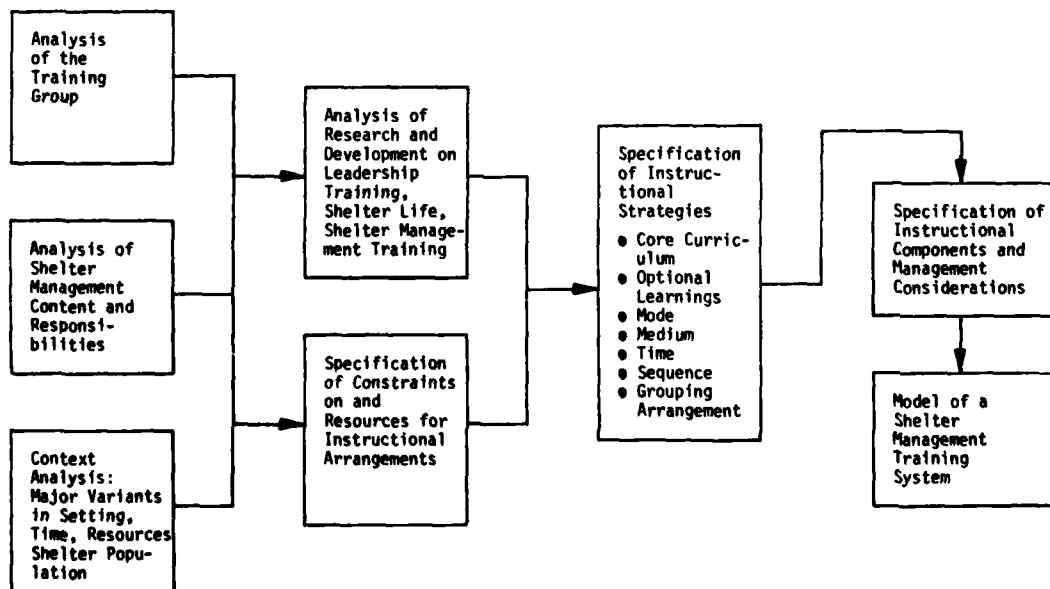 Analysis
of the
Training
Group
Analysis of
Shelter
Management
Content and
Responsi-
bilities
Context
Analysis:
Major Variants
in Setting,
Time, Resources
Shelter Popu-
lation
Analysis of
Research and
Development on
Leadership
Training,
Shelter Life,
Shelter Manage-
ment Training
Specification
of Constraints
on and
Resources for
Instructional
Arrangements
Specification
of Instruc-
tional
Strategies
● Core Curric-
ulum
● Optional
Learnings
● Mode
● Medium
● Time
● Sequence
● Grouping
Arrangement
Specification of
Instructional
Components and
Management
Considerations
Model of a
Shelter
Management
Training
System